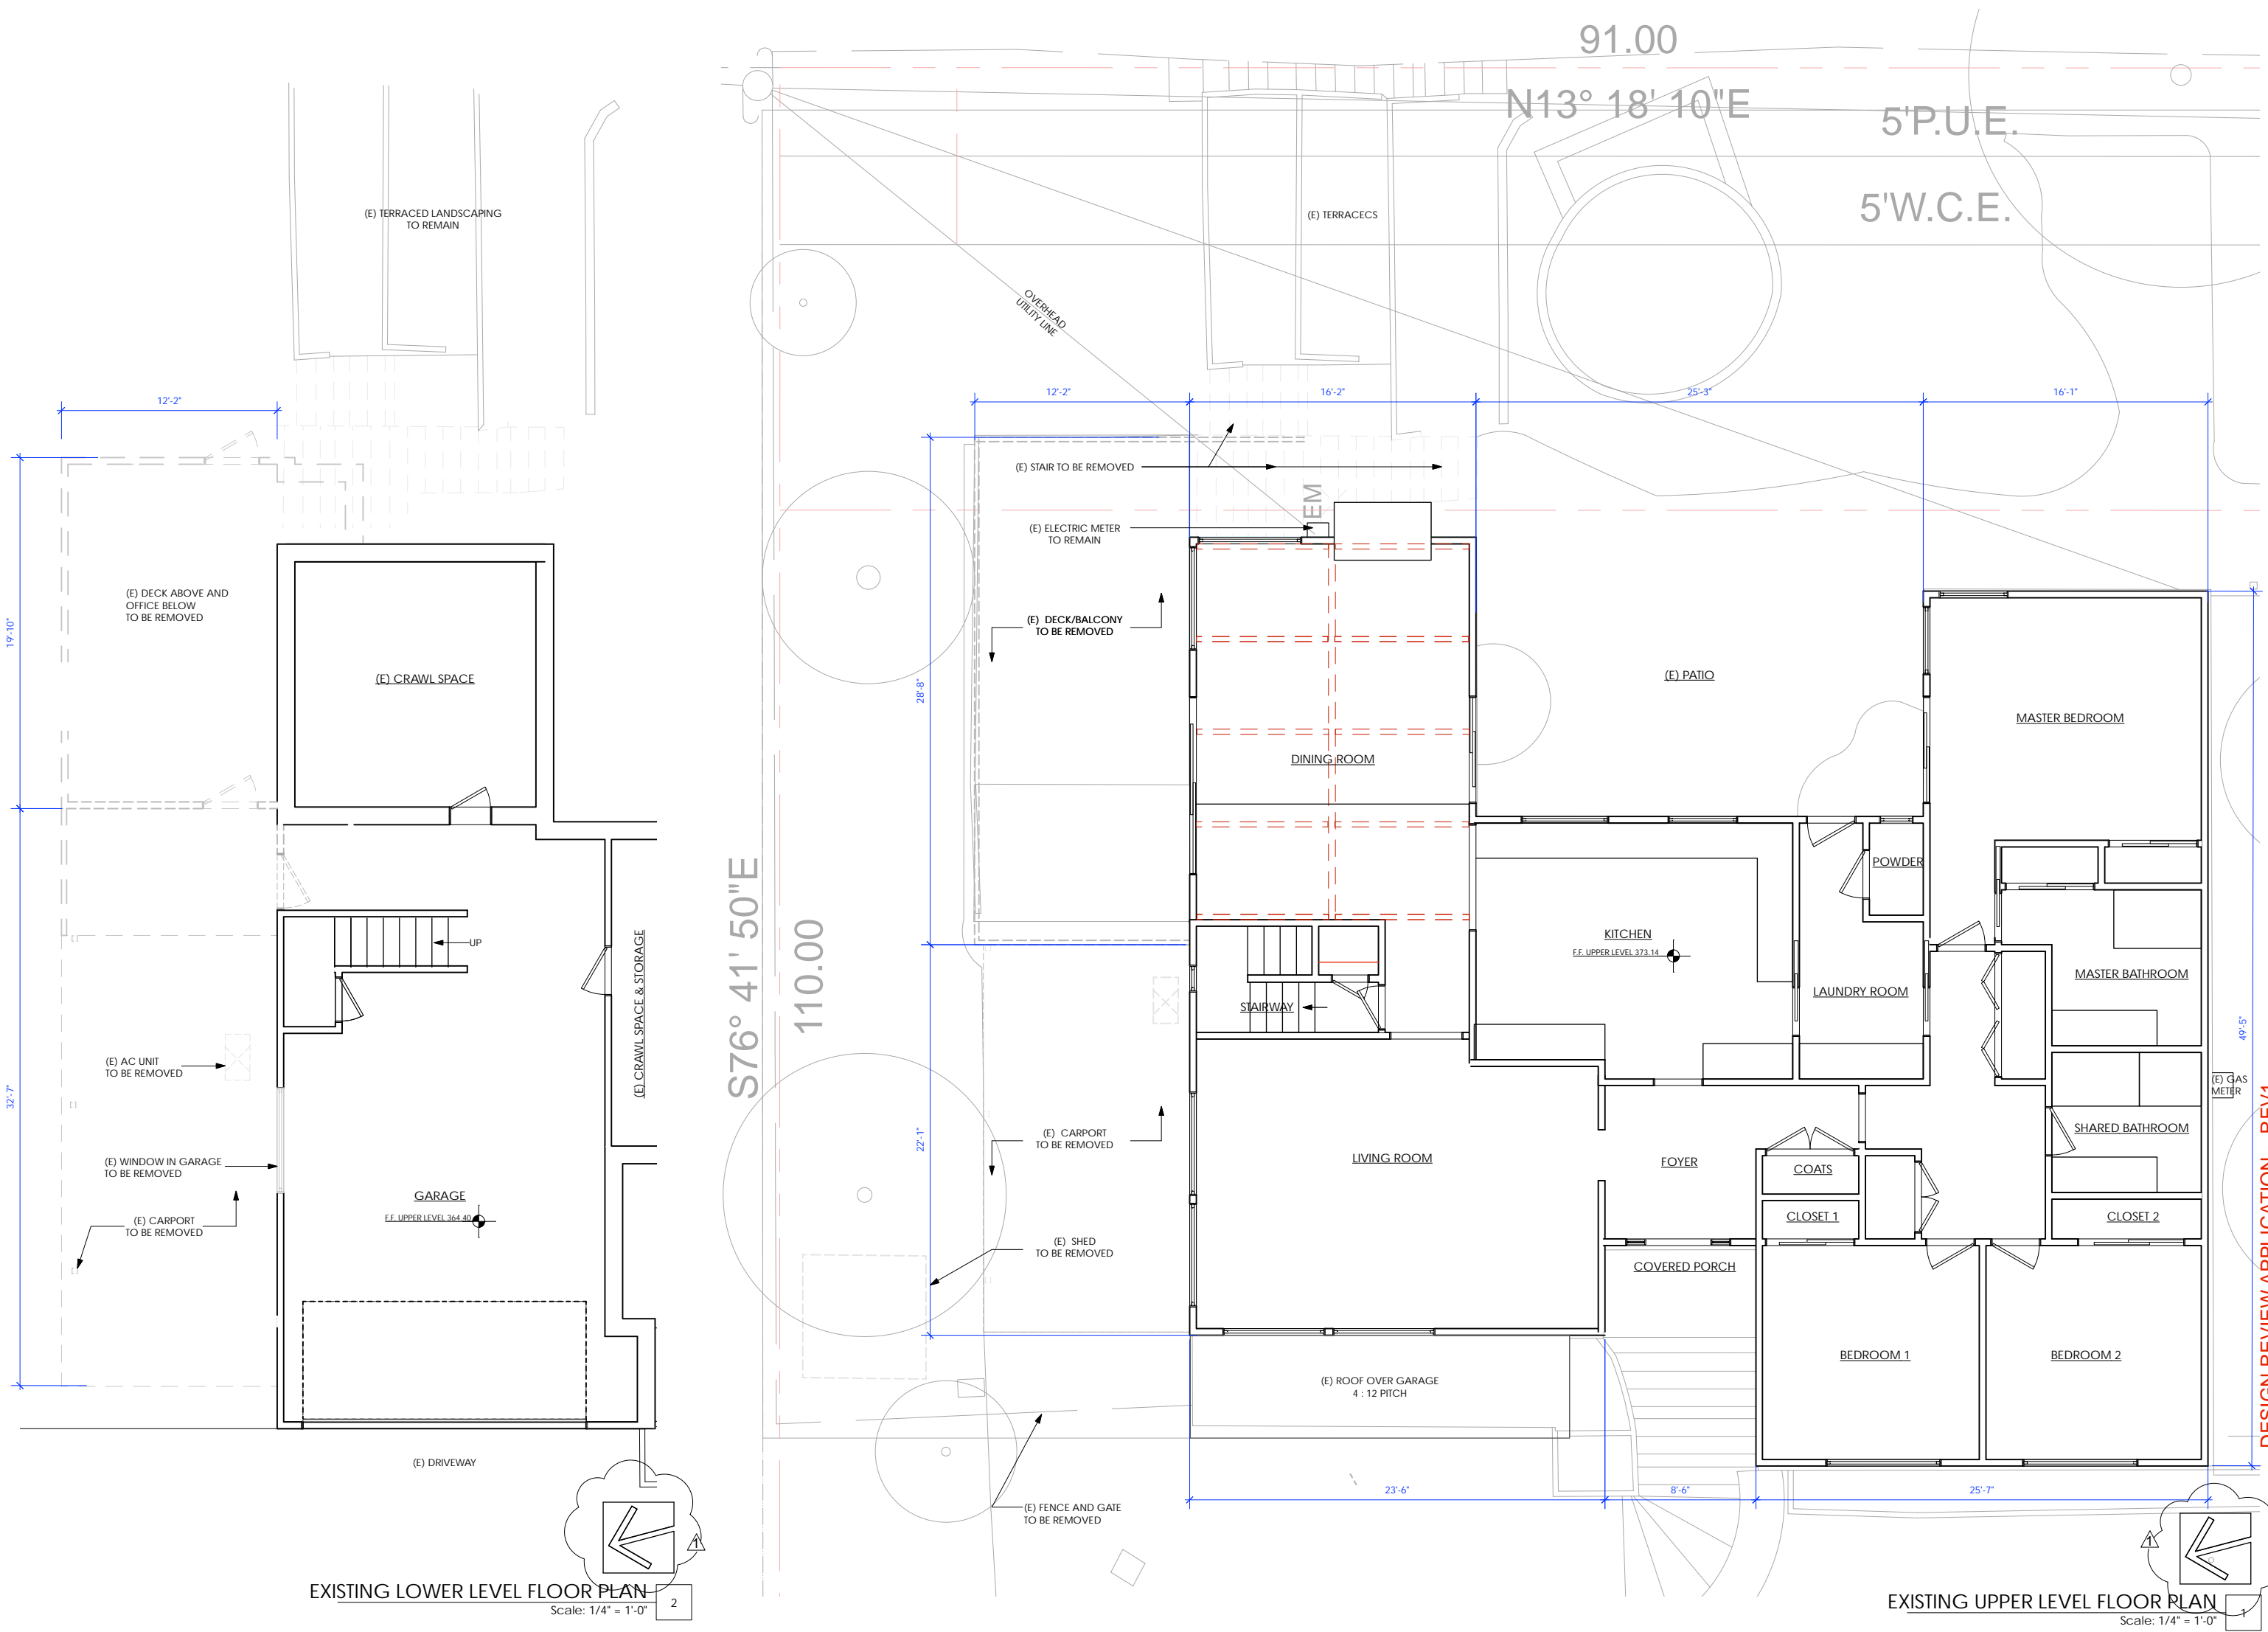 91.00
N13° 18' 10"E
5'P.U.E.
5'W.C.E.
(E) TERRACED LANDSCAPING
TO REMAIN
(E) TERRACECS
OVERHEAD
UTILITY LINE
12'-2"
12'-2"
16'-2"
25'-3"
16'-1"
(E) STAIR TO BE REMOVED
EM
(E) ELECTRIC METER
TO REMAIN
(E) DECK ABOVE AND
OFFICE BELOW
TO BE REMOVED
(E) DECK/BALCONY
TO BE REMOVED
19'-10"
28'-8"
(E) CRAWL SPACE
(E) PATIO
MASTER BEDROOM
DINING ROOM
POWDER
S76° 41' 50"E
110.00
UP
(E) CRAWL SPACE & STORAGE
KITCHEN
F.F. UPPER LEVEL 373.14
MASTER BATHROOM
LAUNDRY ROOM
STAIRWAY
49'-5"
(E) AC UNIT
TO BE REMOVED
32'-7"
(E) GAS
METER
22'-1"
(E) CARPORT
TO BE REMOVED
SHARED BATHROOM
(E) WINDOW IN GARAGE
TO BE REMOVED
LIVING ROOM
FOYER
COATS
GARAGE
F.F. UPPER LEVEL 364.40
CLOSET 1
CLOSET 2
(E) CARPORT
TO BE REMOVED
(E) SHED
TO BE REMOVED
COVERED PORCH
DESIGN REVIEW APPLICATION - REV1
BEDROOM 1
BEDROOM 2
(E) ROOF OVER GARAGE
4 : 12 PITCH
(E) DRIVEWAY
23'-6"
8'-6"
25'-7"
(E) FENCE AND GATE
TO BE REMOVED
1
1
EXISTING LOWER LEVEL FLOOR PLAN
Scale: 1/4" = 1'-0"
2
EXISTING UPPER LEVEL FLOOR PLAN
Scale: 1/4" = 1'-0"
1